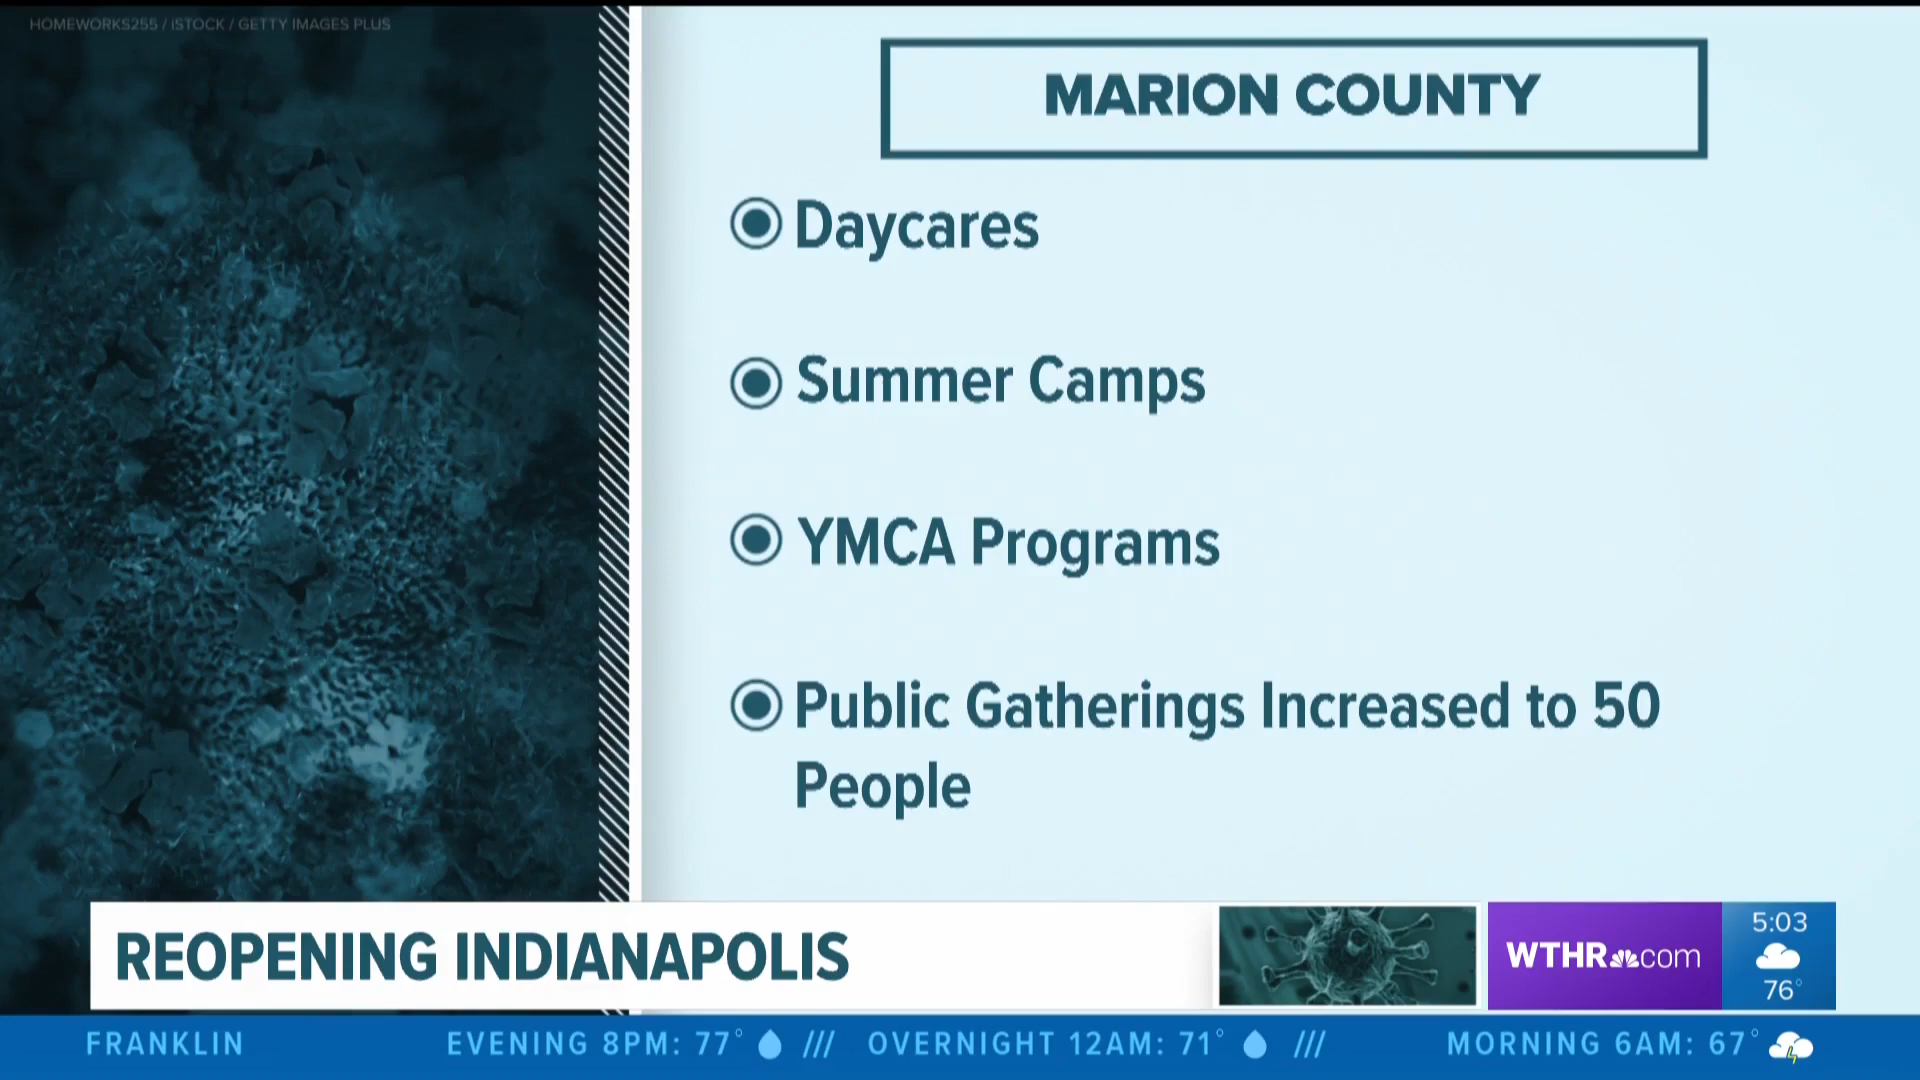 HOMEWORKS255 / iSTOCK / GETTY IMAGES PLUS
MARION COUNTY
Daycares
Summer Camps
YMCA Programs
Public Gatherings Increased to 50
People
REOPENING INDIANAPOLIS
WTHR.com
5:03
76°
FRANKLIN EVENING 8PM: 77° /// OVERNIGHT 12AM: 71° /// MORNING 6AM: 67°